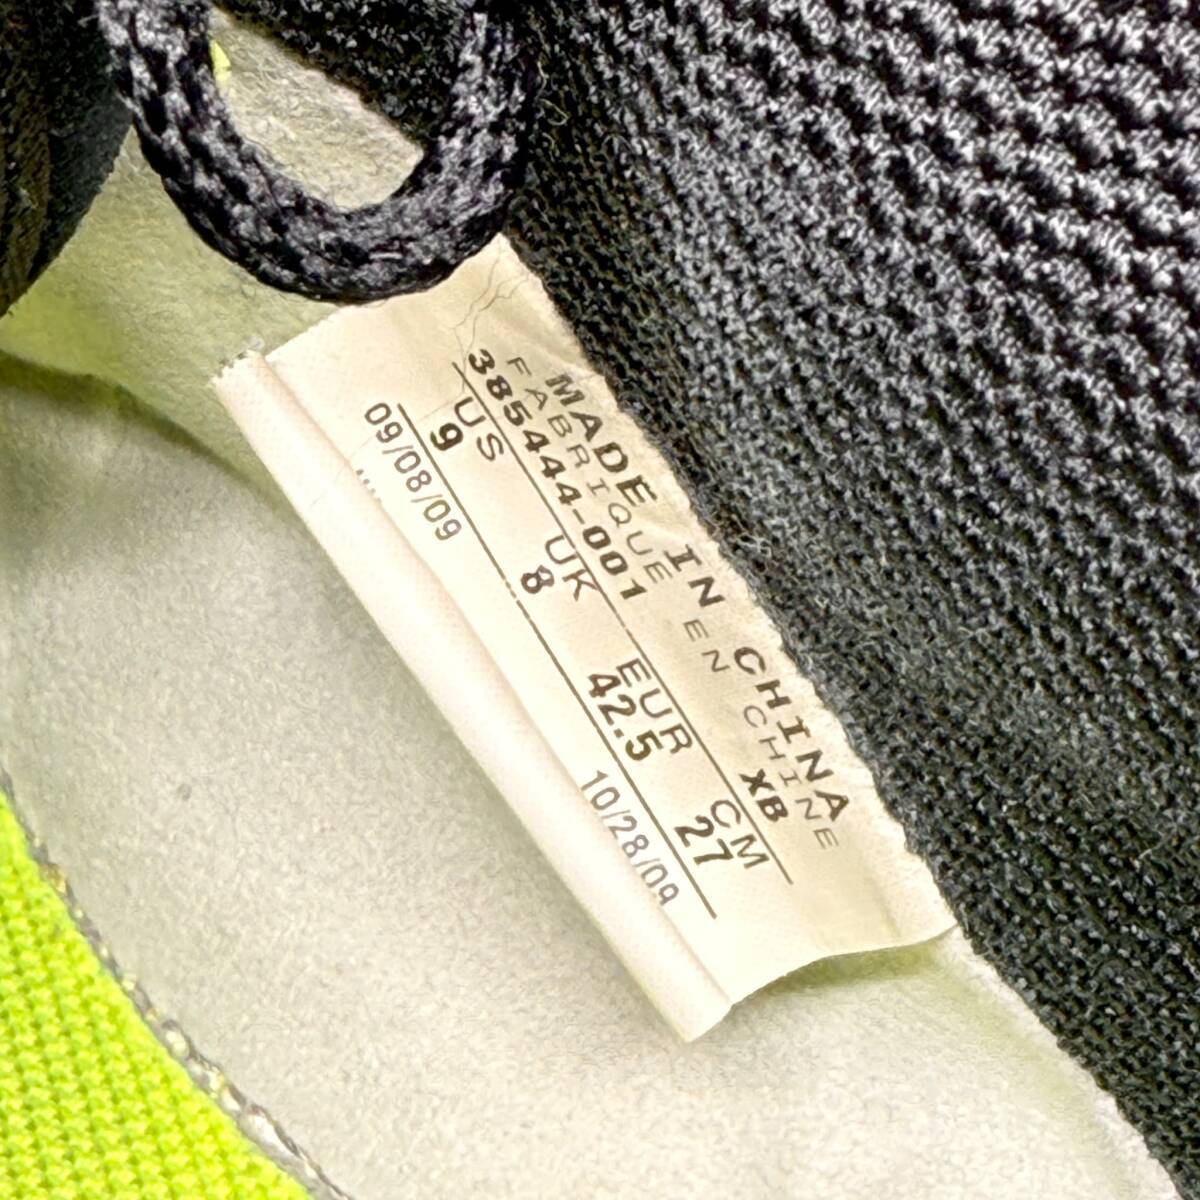 MADE IN CHINA
FABRIQUE EN CHINE
385444-001 XB
US UK EUR CM
9 8 42.5 27
09/08/09 10/28/09